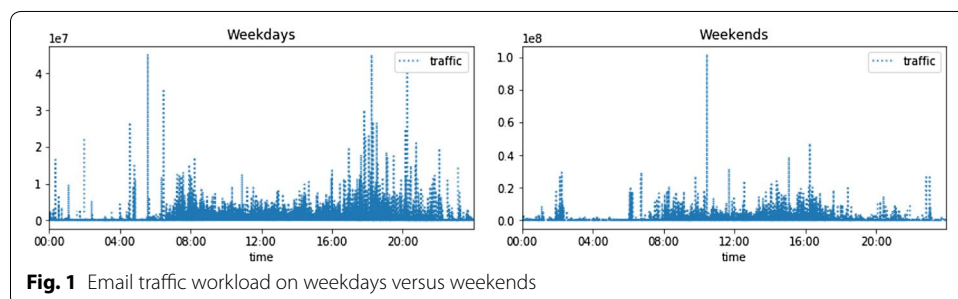 Weekdays
1e7
traffic
4
3
2
1
0
00:00 04:00 08:00 12:00 16:00 20:00
time
Weekends
1e8
traffic
1.0
0.8
0.6
0.4
0.2
0.0
00:00 04:00 08:00 12:00 16:00 20:00
time
Fig. 1 Email traffic workload on weekdays versus weekends